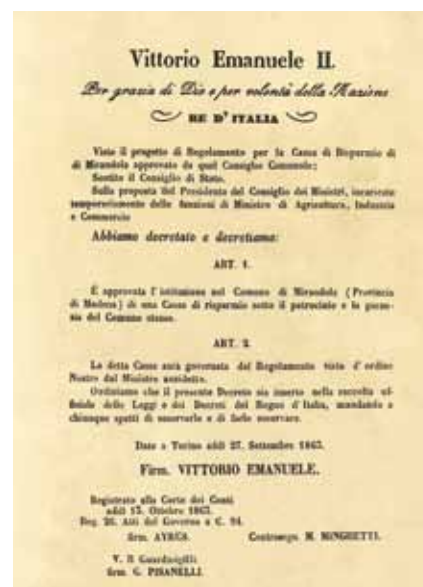 Vittorio Emanuele II.
Per grazia di Dio e per volontà della Nazione
RE D'ITALIA
Visto il progetto di Regolamento per la Cassa di Risparmio di
di Mirandola approvato da quel Consiglio Comunale;
Sentito il Consiglio di Stato.
Sulla proposta del Presidente del Consiglio dei Ministri, incaricato
temporariamente delle funzioni di Ministro di Agricoltura, Industria
e Commercio
Abbiamo decretato e decretiamo:
ART. 1.
È approvata l'istituzione nel Comune di Mirandola (Provincia
di Modena) di una Cassa di risparmio sotto il patrocinio e la garan-
zia del Comune stesso.
ART. 2.
La detta Cassa sarà governata dal Regolamento visto d'ordine
Nostro dal Ministro anzidetto.
Ordiniamo che il presente Decreto sia inserto nella raccolta uf-
ficiale delle Leggi e dei Decreti del Regno d'Italia, mandando a
chiunque spetti di osservarlo e di farlo osservare.
Dato a Torino addì 27. Settembre 1863.
Firm. VITTORIO EMANUELE.
Registrato alla Corte dei Conti
addì 13. Ottobre 1863.
Reg. 26. Atti del Governo a C. 94.
firm. AYRES. Contrassegn. M. MINGHETTI.
V. Il Guardasigilli
firm. G. PISANELLI.